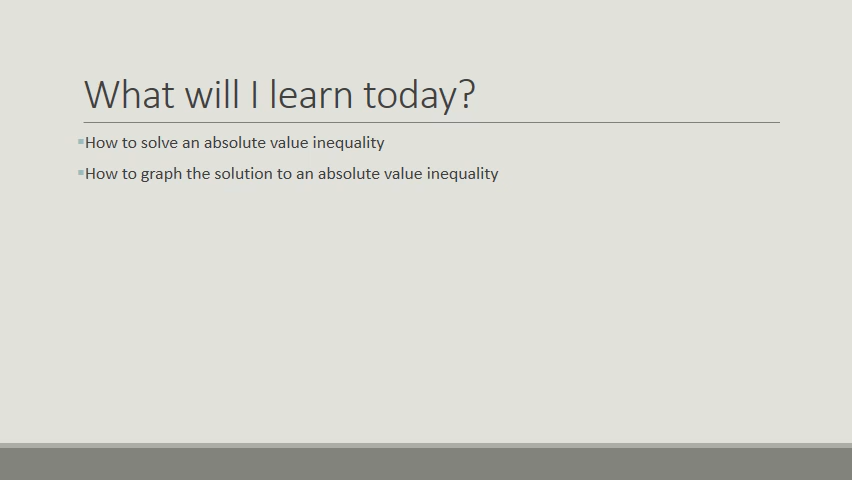 What will I learn today?
▪How to solve an absolute value inequality
▪How to graph the solution to an absolute value inequality